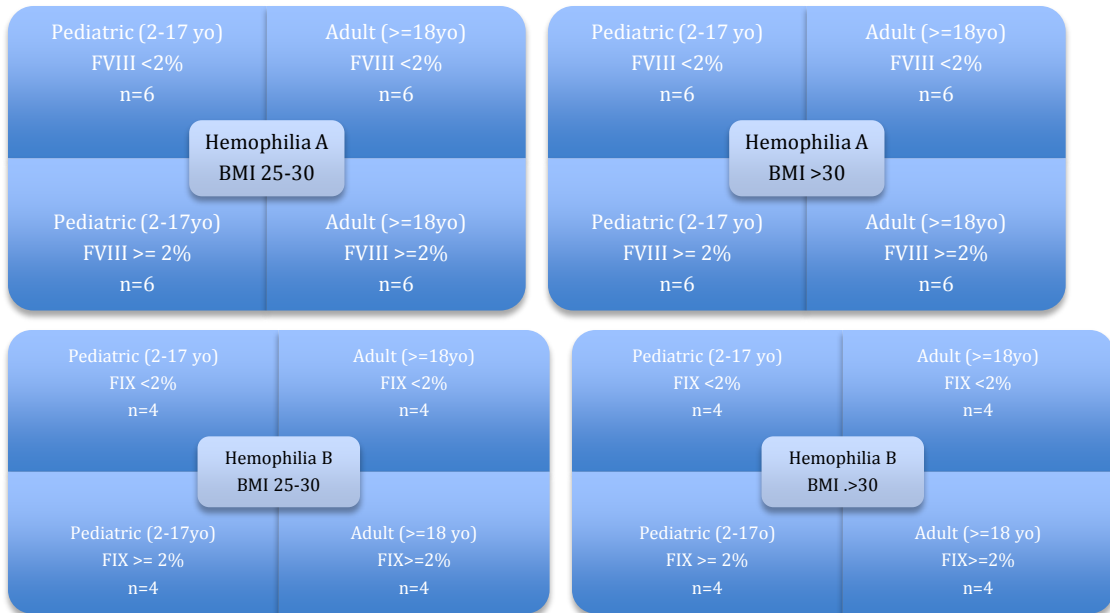 Pediatric (2-17 yo)
FVIII <2%
n=6
Adult (>=18yo)
FVIII <2%
n=6
Hemophilia A
BMI 25-30
Pediatric (2-17yo)
FVIII >= 2%
n=6
Adult (>=18yo)
FVIII >=2%
n=6
Pediatric (2-17 yo)
FVIII <2%
n=6
Adult (>=18yo)
FVIII <2%
n=6
Hemophilia A
BMI >30
Pediatric (2-17 yo)
FVIII >= 2%
n=6
Adult (>=18yo)
FVIII >=2%
n=6
Pediatric (2-17 yo)
FIX <2%
n=4
Adult (>=18yo)
FIX <2%
n=4
Hemophilia B
BMI 25-30
Pediatric (2-17yo)
FIX >= 2%
n=4
Adult (>=18 yo)
FIX>=2%
n=4
Pediatric (2-17 yo)
FIX <2%
n=4
Adult (>=18yo)
FIX <2%
n=4
Hemophilia B
BMI .>30
Pediatric (2-17o)
FIX >= 2%
n=4
Adult (>=18 yo)
FIX>=2%
n=4